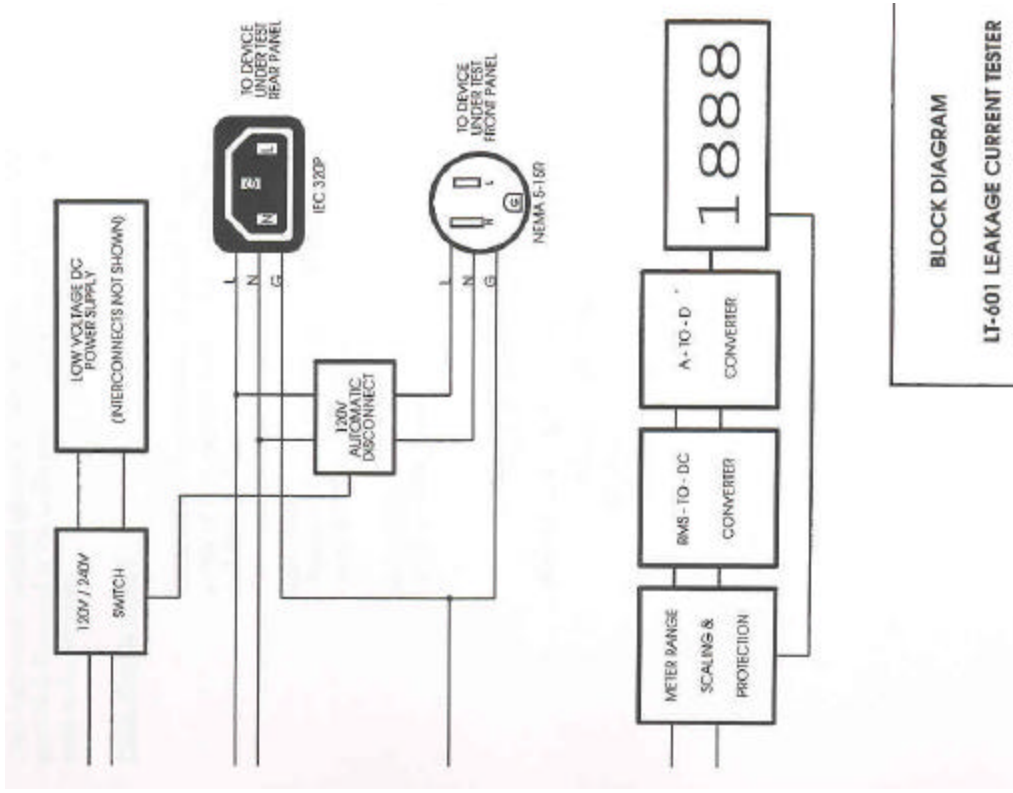 LOW VOLTAGE DC
POWER SUPPLY
(INTERCONNECTS NOT SHOWN)
120V / 240V
SWITCH
TO DEVICE
UNDER TEST
REAR PANEL
N
G
L
IEC 320P
L
N
G
120V
AUTOMATIC
DISCONNECT
TO DEVICE
UNDER TEST
FRONT PANEL
N
L
G
NEMA 5-15R
L
N
G
METER RANGE
SCALING &
PROTECTION
RMS - TO - DC
CONVERTER
A - TO - D
CONVERTER
1888
BLOCK DIAGRAM
LT-601 LEAKAGE CURRENT TESTER